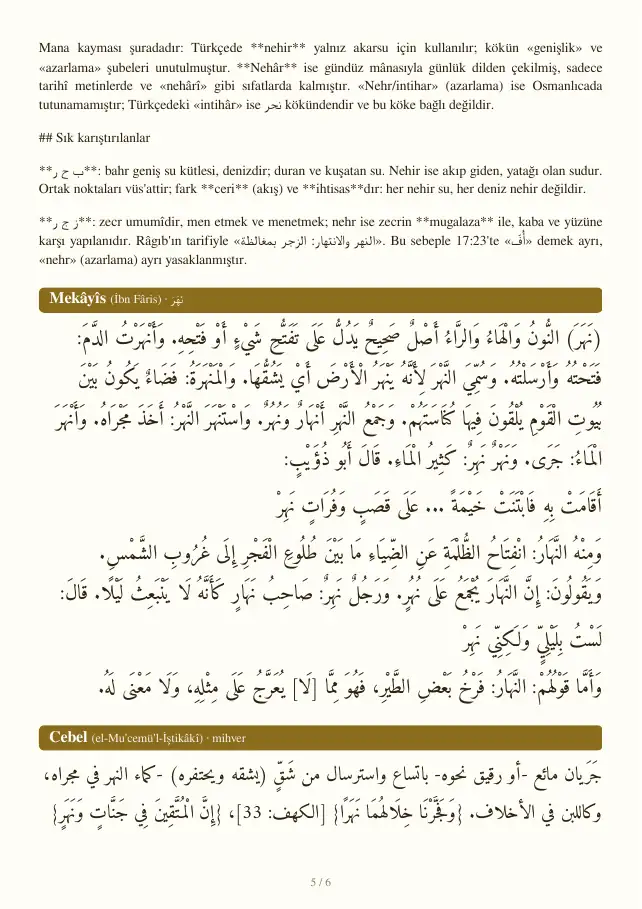 Mana kayması şuradadır: Türkçede **nehir** yalnız akarsu için kullanılır; kökün «genişlik» ve
«azarlama» şubeleri unutulmuştur. **Nehâr** ise gündüz mânasıyla günlük dilden çekilmiş, sadece
tarihî metinlerde ve «nehârî» gibi sıfatlarda kalmıştır. «Nehr/intihar» (azarlama) ise Osmanlıcada
tutunamamıştır; Türkçedeki «intihâr» ise نحر kökündendir ve bu köke bağlı değildir.
## Sık karıştırılanlar
**ب ح ر**: bahr geniş su kütlesi, denizdir; duran ve kuşatan su. Nehir ise akıp giden, yatağı olan sudur.
Ortak noktaları vüs'attir; fark **ceri** (akış) ve **ihtisas**dır: her nehir su, her deniz nehir değildir.
**ز ج ر**: zecr umumîdir, men etmek ve menetmek; nehr ise zecrin **mugalaza** ile, kaba ve yüzüne
karşı yapılanıdır. Râgıb'ın tarifiyle «النهر والانتهار: الزجر بمغالظة». Bu sebeple 17:23'te «أُفّ» demek ayrı,
«nehr» (azarlama) ayrı yasaklanmıştır.
Mekâyîs (İbn Fâris) · نَهَرَ
(نَهَرَ) النُّونُ وَالْهَاءُ وَالرَّاءُ أَصْلٌ صَحِيحٌ يَدُلُّ عَلَى تَفَتُّحِ شَيْءٍ أَوْ فَتْحِهِ. وَأَنْهَرْتُ الدَّمَ:
فَتَحْتُهُ وَأَرْسَلْتُهُ. وَسُمِّيَ النَّهْرَ لِأَنَّهُ يَنْهَرُ الْأَرْضَ أَيْ يَشُقُّهَا. وَالْمَنْهَرَةُ: فَضَاءٌ يَكُونُ بَيْنَ
بُيُوتِ الْقَوْمِ يُلْقُونَ فِيهَا كُنَاسَتَهُمْ. وَجَمْعُ النَّهْرِ أَنْهَارٌ وَنُهُرٌ. وَاسْتَنْهَرَ النَّهْرُ: أَخَذَ مَجْرَاهُ. وَأَنْهَرَ
الْمَاءُ: جَرَى. وَنَهْرٌ نَهِرٌ: كَثِيرُ الْمَاءِ. قَالَ أَبُو ذُؤَيْبٍ:
أَقَامَتْ بِهِ فَابْتَنَتْ خَيْمَةً ... عَلَى قَصَبٍ وَفُرَاتٍ نَهِرْ
وَمِنْهُ النَّهَارُ: انْفِتَاحُ الظُّلْمَةِ عَنِ الضِّيَاءِ مَا بَيْنَ طُلُوعِ الْفَجْرِ إِلَى غُرُوبِ الشَّمْسِ.
وَيَقُولُونَ: إِنَّ النَّهَارَ يُجْمَعُ عَلَى نُهُرٍ. وَرَجُلٌ نَهِرٌ: صَاحِبُ نَهَارٍ كَأَنَّهُ لَا يَنْبَعِثُ لَيْلًا. قَالَ:
لَسْتُ بِلَيْلِيٍّ وَلَكِنِّي نَهِرْ
وَأَمَّا قَوْلُهُمْ: النَّهَارُ: فَرْخُ بَعْضِ الطَّيْرِ، فَهُوَ مِمَّا [لَا] يُعَرَّجُ عَلَى مِثْلِهِ، وَلَا مَعْنَى لَهُ.
Cebel (el-Mu'cemü'l-İştikâkî) · mihver
جَرَيان مائع -أو رقيق نحوه- باتساع واسترسال من شَقٍّ (يشقه ويحتفره) -كماء النهر في مجراه،
وكاللبن في الأخلاف. {وَفَجَّرْنَا خِلَالَهُمَا نَهَرًا} [الكهف: 33]، {إِنَّ الْمُتَّقِينَ فِي جَنَّاتٍ وَنَهَرٍ}
5 / 6